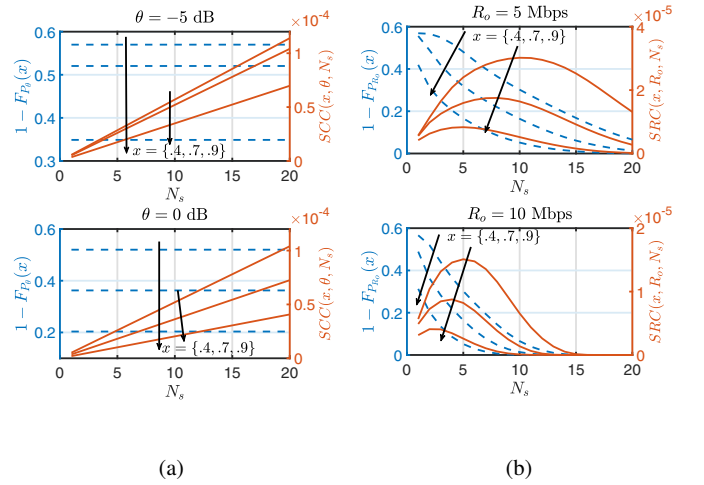 θ = −5 dB
×10^-4
0.6
0.5
0.4
0.3
1 − F_{P_θ}(x)
1
0.5
0
SCC(x, θ, N_s)
x = {.4, .7, .9}
0 5 10 15 20
N_s
R_o = 5 Mbps
×10^-5
0.6
0.4
0.2
0
1 − F_{P_{R_o}}(x)
4
2
0
SRC(x, R_o, N_s)
x = {.4, .7, .9}
0 5 10 15 20
N_s
θ = 0 dB
×10^-4
0.6
0.4
0.2
1 − F_{P_θ}(x)
1
0.5
0
SCC(x, θ, N_s)
x = {.4, .7, .9}
0 5 10 15 20
N_s
R_o = 10 Mbps
×10^-5
0.6
0.4
0.2
0
1 − F_{P_{R_o}}(x)
2
1
0
SRC(x, R_o, N_s)
x = {.4, .7, .9}
0 5 10 15 20
N_s
(a)
(b)